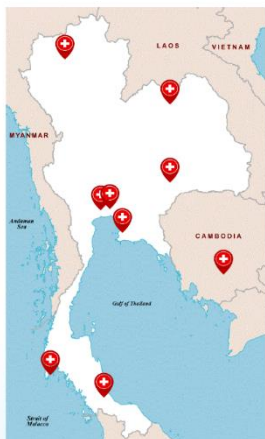 LAOS
VIETNAM
MYANMAR
Andaman
Sea
CAMBODIA
Gulf of Thailand
Strait of
Malacca